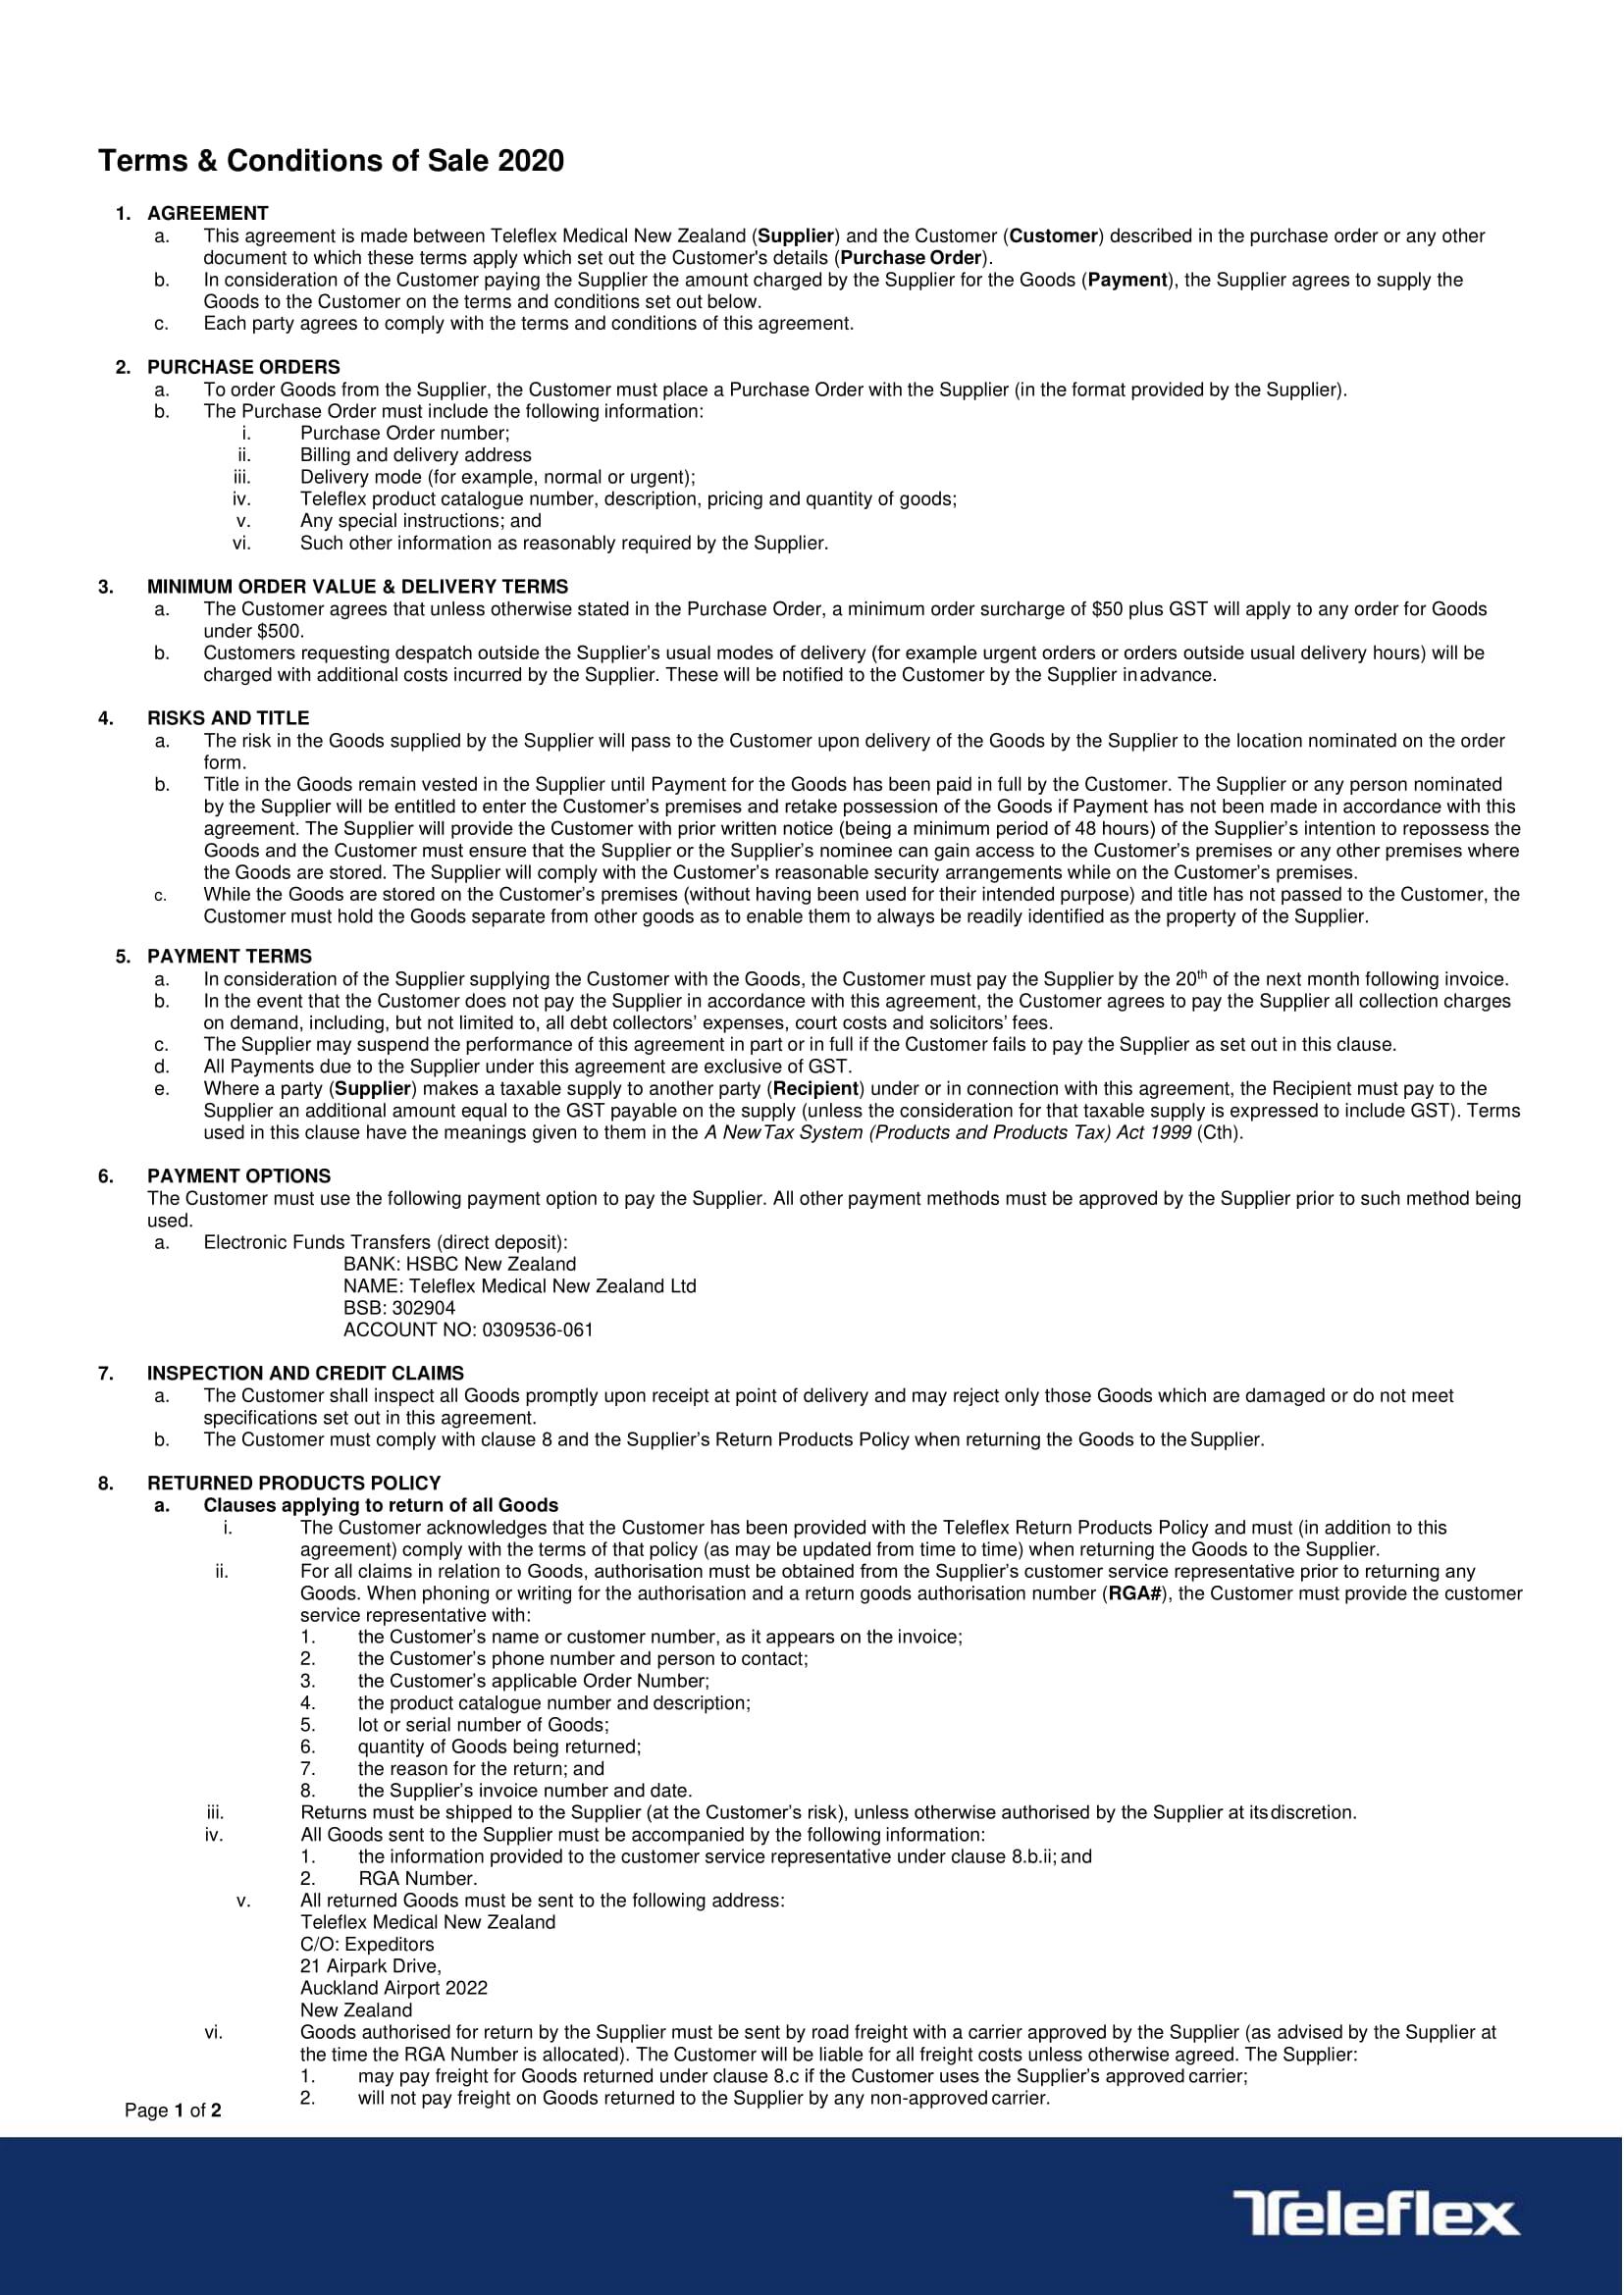 Terms & Conditions of Sale 2020
1. AGREEMENT
a. This agreement is made between Teleflex Medical New Zealand (Supplier) and the Customer (Customer) described in the purchase order or any other
document to which these terms apply which set out the Customer's details (Purchase Order).
b. In consideration of the Customer paying the Supplier the amount charged by the Supplier for the Goods (Payment), the Supplier agrees to supply the
Goods to the Customer on the terms and conditions set out below.
c. Each party agrees to comply with the terms and conditions of this agreement.
2. PURCHASE ORDERS
a. To order Goods from the Supplier, the Customer must place a Purchase Order with the Supplier (in the format provided by the Supplier).
b. The Purchase Order must include the following information:
i. Purchase Order number;
ii. Billing and delivery address
iii. Delivery mode (for example, normal or urgent);
iv. Teleflex product catalogue number, description, pricing and quantity of goods;
v. Any special instructions; and
vi. Such other information as reasonably required by the Supplier.
3. MINIMUM ORDER VALUE & DELIVERY TERMS
a. The Customer agrees that unless otherwise stated in the Purchase Order, a minimum order surcharge of $50 plus GST will apply to any order for Goods
under $500.
b. Customers requesting despatch outside the Supplier's usual modes of delivery (for example urgent orders or orders outside usual delivery hours) will be
charged with additional costs incurred by the Supplier. These will be notified to the Customer by the Supplier in advance.
4. RISKS AND TITLE
a. The risk in the Goods supplied by the Supplier will pass to the Customer upon delivery of the Goods by the Supplier to the location nominated on the order
form.
b. Title in the Goods remain vested in the Supplier until Payment for the Goods has been paid in full by the Customer. The Supplier or any person nominated
by the Supplier will be entitled to enter the Customer's premises and retake possession of the Goods if Payment has not been made in accordance with this
agreement. The Supplier will provide the Customer with prior written notice (being a minimum period of 48 hours) of the Supplier's intention to repossess the
Goods and the Customer must ensure that the Supplier or the Supplier's nominee can gain access to the Customer's premises or any other premises where
the Goods are stored. The Supplier will comply with the Customer's reasonable security arrangements while on the Customer's premises.
c. While the Goods are stored on the Customer's premises (without having been used for their intended purpose) and title has not passed to the Customer, the
Customer must hold the Goods separate from other goods as to enable them to always be readily identified as the property of the Supplier.
5. PAYMENT TERMS
a. In consideration of the Supplier supplying the Customer with the Goods, the Customer must pay the Supplier by the 20th of the next month following invoice.
b. In the event that the Customer does not pay the Supplier in accordance with this agreement, the Customer agrees to pay the Supplier all collection charges
on demand, including, but not limited to, all debt collectors' expenses, court costs and solicitors' fees.
c. The Supplier may suspend the performance of this agreement in part or in full if the Customer fails to pay the Supplier as set out in this clause.
d. All Payments due to the Supplier under this agreement are exclusive of GST.
e. Where a party (Supplier) makes a taxable supply to another party (Recipient) under or in connection with this agreement, the Recipient must pay to the
Supplier an additional amount equal to the GST payable on the supply (unless the consideration for that taxable supply is expressed to include GST). Terms
used in this clause have the meanings given to them in the A New Tax System (Products and Products Tax) Act 1999 (Cth).
6. PAYMENT OPTIONS
The Customer must use the following payment option to pay the Supplier. All other payment methods must be approved by the Supplier prior to such method being
used.
a. Electronic Funds Transfers (direct deposit):
BANK: HSBC New Zealand
NAME: Teleflex Medical New Zealand Ltd
BSB: 302904
ACCOUNT NO: 0309536-061
7. INSPECTION AND CREDIT CLAIMS
a. The Customer shall inspect all Goods promptly upon receipt at point of delivery and may reject only those Goods which are damaged or do not meet
specifications set out in this agreement.
b. The Customer must comply with clause 8 and the Supplier's Return Products Policy when returning the Goods to the Supplier.
8. RETURNED PRODUCTS POLICY
a. Clauses applying to return of all Goods
i. The Customer acknowledges that the Customer has been provided with the Teleflex Return Products Policy and must (in addition to this
agreement) comply with the terms of that policy (as may be updated from time to time) when returning the Goods to the Supplier.
ii. For all claims in relation to Goods, authorisation must be obtained from the Supplier's customer service representative prior to returning any
Goods. When phoning or writing for the authorisation and a return goods authorisation number (RGA#), the Customer must provide the customer
service representative with:
1. the Customer's name or customer number, as it appears on the invoice;
2. the Customer's phone number and person to contact;
3. the Customer's applicable Order Number;
4. the product catalogue number and description;
5. lot or serial number of Goods;
6. quantity of Goods being returned;
7. the reason for the return; and
8. the Supplier's invoice number and date.
iii. Returns must be shipped to the Supplier (at the Customer's risk), unless otherwise authorised by the Supplier at its discretion.
iv. All Goods sent to the Supplier must be accompanied by the following information:
1. the information provided to the customer service representative under clause 8.b.ii; and
2. RGA Number.
v. All returned Goods must be sent to the following address:
Teleflex Medical New Zealand
C/O: Expeditors
21 Airpark Drive,
Auckland Airport 2022
New Zealand
vi. Goods authorised for return by the Supplier must be sent by road freight with a carrier approved by the Supplier (as advised by the Supplier at
the time the RGA Number is allocated). The Customer will be liable for all freight costs unless otherwise agreed. The Supplier:
1. may pay freight for Goods returned under clause 8.c if the Customer uses the Supplier's approved carrier;
2. will not pay freight on Goods returned to the Supplier by any non-approved carrier.
Page 1 of 2
Teleflex